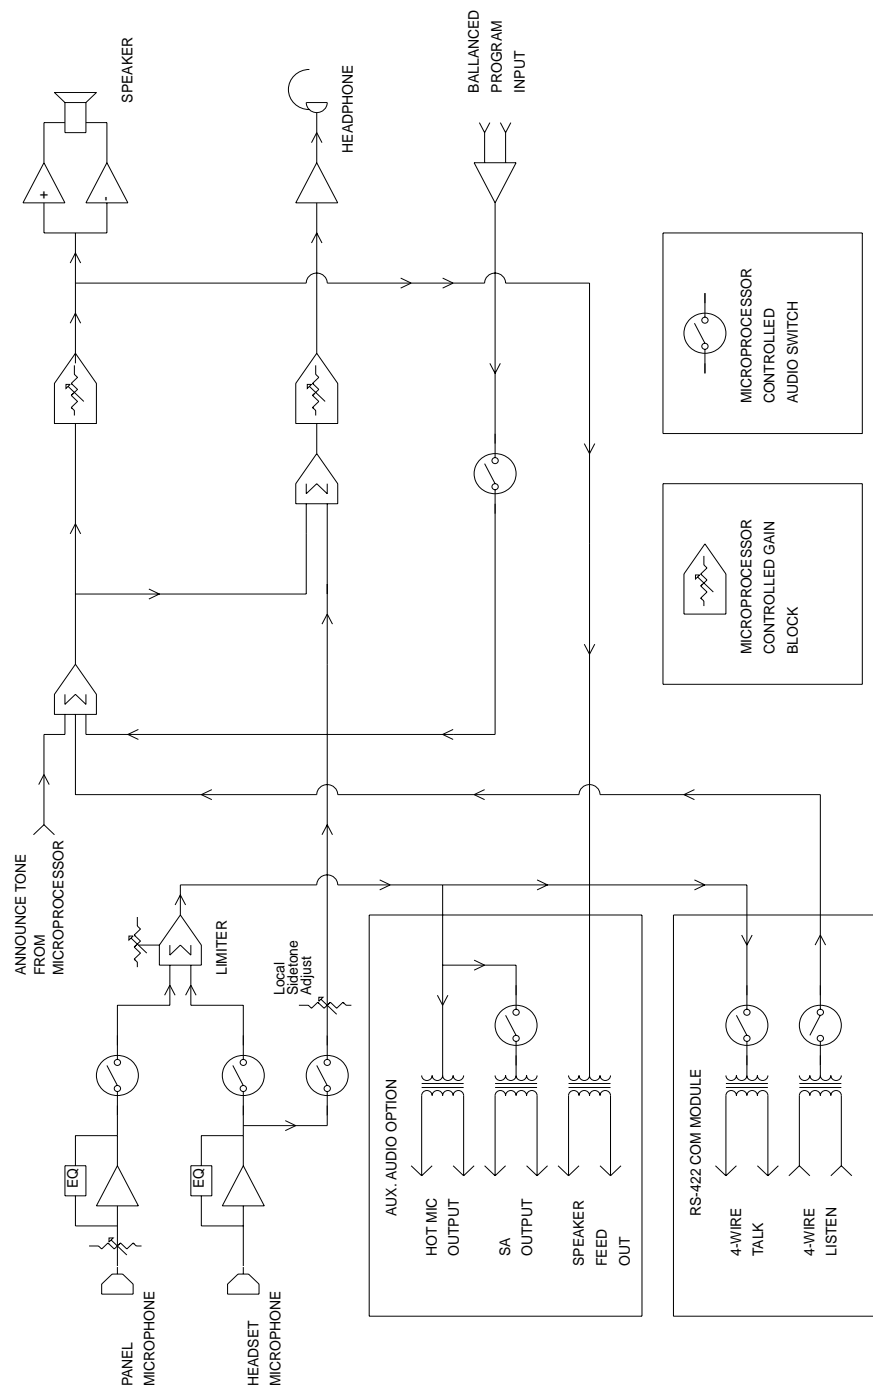 SPEAKER
HEADPHONE
BALLANCED
PROGRAM
INPUT
+
-
MICROPROCESSOR
CONTROLLED
AUDIO SWITCH
MICROPROCESSOR
CONTROLLED GAIN
BLOCK
Σ
Σ
ANNOUNCE TONE
FROM
MICROPROCESSOR
Σ
LIMITER
Local
Sidetone
Adjust
EQ
EQ
PANEL
MICROPHONE
HEADSET
MICROPHONE
AUX. AUDIO OPTION
HOT MIC
OUTPUT
SA
OUTPUT
SPEAKER
FEED
OUT
RS-422 COM MODULE
4-WIRE
TALK
4-WIRE
LISTEN